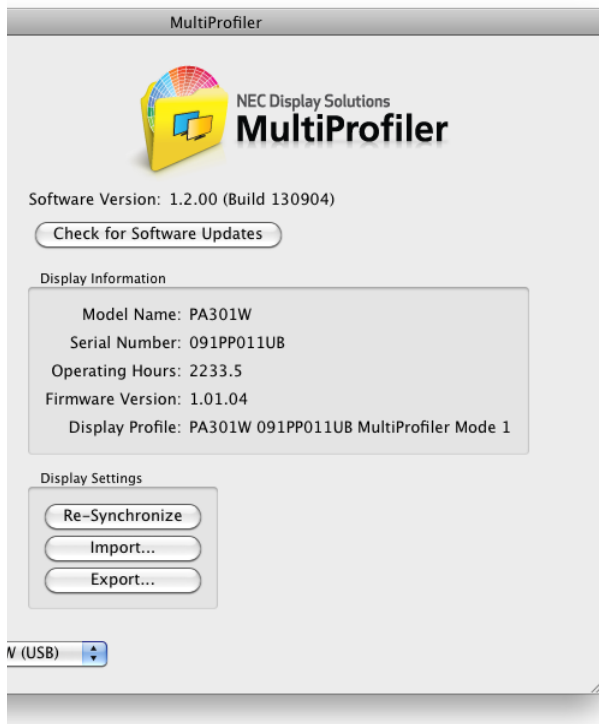 MultiProfiler
NEC Display Solutions
MultiProfiler
Software Version: 1.2.00 (Build 130904)
Check for Software Updates
Display Information
Model Name: PA301W
Serial Number: 091PP011UB
Operating Hours: 2233.5
Firmware Version: 1.01.04
Display Profile: PA301W 091PP011UB MultiProfiler Mode 1
Display Settings
Re-Synchronize
Import...
Export...
W (USB)